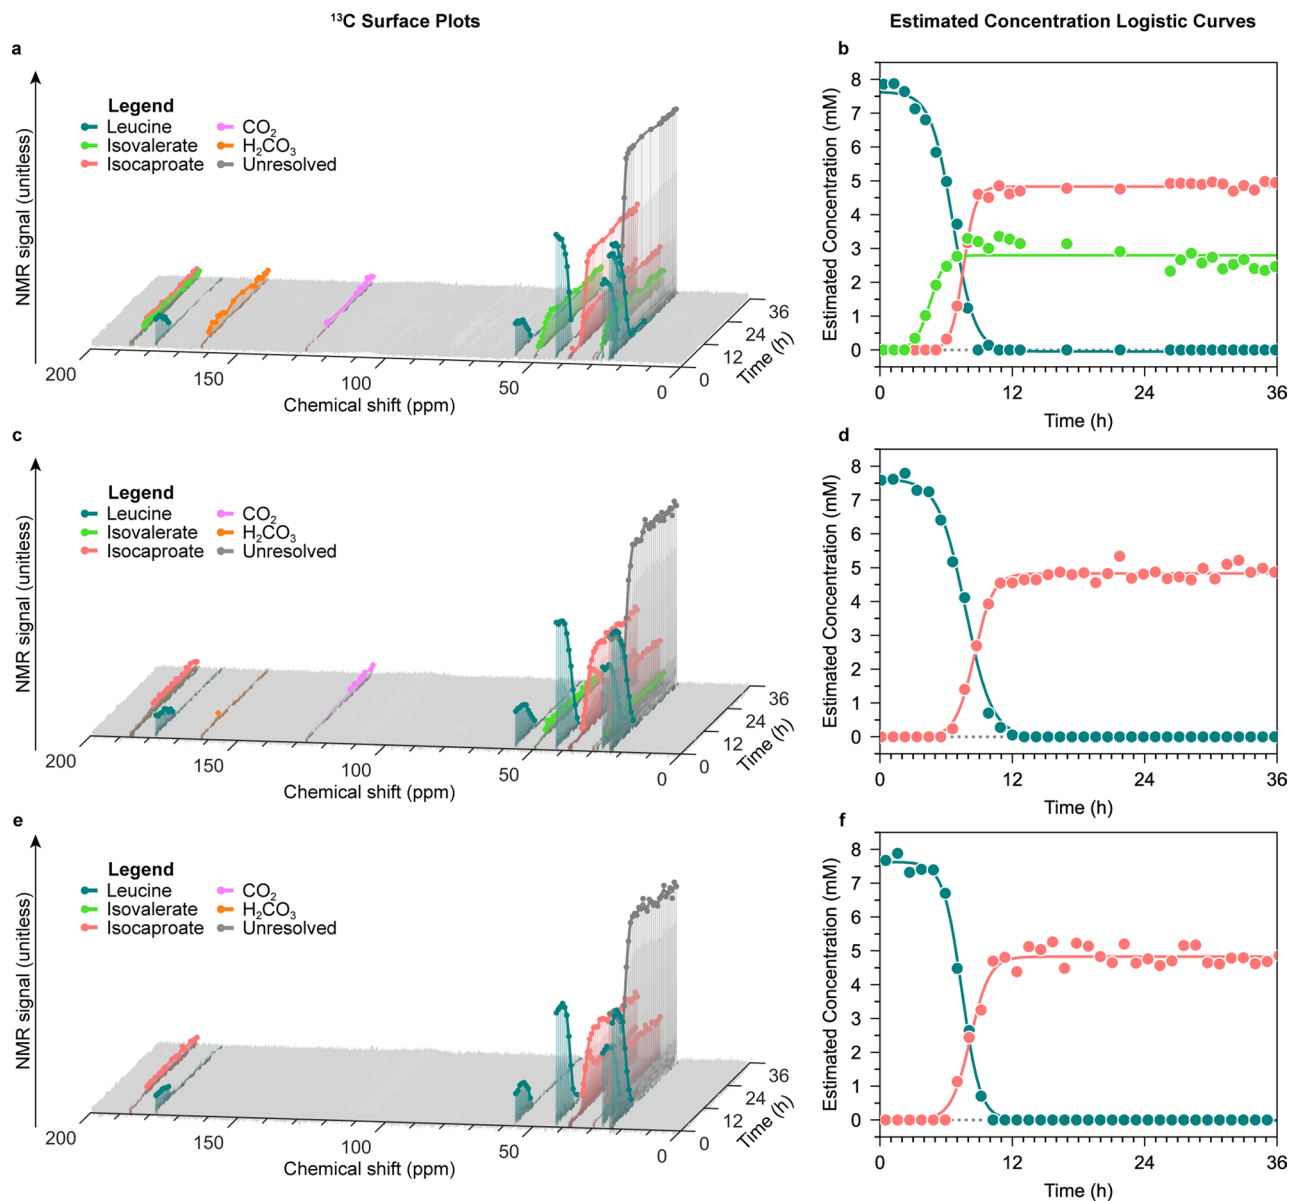 ¹³C Surface Plots
Estimated Concentration Logistic Curves
a
NMR signal (unitless)
Legend
Leucine
CO₂
Isovalerate
H₂CO₃
Isocaproate
Unresolved
200
150
100
50
0
Chemical shift (ppm)
0
12
24
36
Time (h)
b
Estimated Concentration (mM)
8
7
6
5
4
3
2
1
0
0
12
24
36
Time (h)
c
NMR signal (unitless)
Legend
Leucine
CO₂
Isovalerate
H₂CO₃
Isocaproate
Unresolved
200
150
100
50
0
Chemical shift (ppm)
0
12
24
36
Time (h)
d
Estimated Concentration (mM)
8
7
6
5
4
3
2
1
0
0
12
24
36
Time (h)
e
NMR signal (unitless)
Legend
Leucine
CO₂
Isovalerate
H₂CO₃
Isocaproate
Unresolved
200
150
100
50
0
Chemical shift (ppm)
0
12
24
36
Time (h)
f
Estimated Concentration (mM)
8
7
6
5
4
3
2
1
0
0
12
24
36
Time (h)